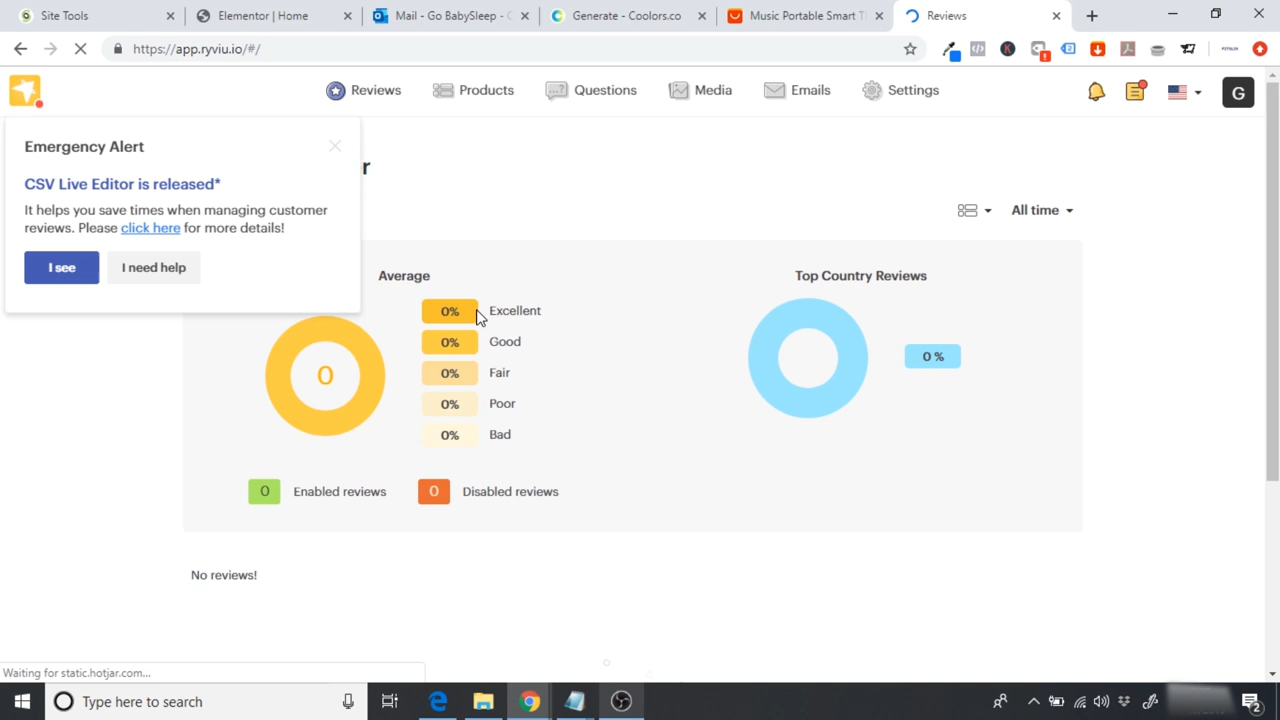 Site Tools
Elementor | Home
Mail - Go BabySleep -
Generate - Coolors.co
Music Portable Smart
Reviews
https://app.ryviu.io/#/
Reviews
Products
Questions
Media
Emails
Settings
G
Emergency Alert
CSV Live Editor is released*
It helps you save times when managing customer
reviews. Please click here for more details!
I see
I need help
r
All time
Average
Top Country Reviews
0
0% Excellent
0% Good
0% Fair
0% Poor
0% Bad
0 %
0 Enabled reviews
0 Disabled reviews
No reviews!
Waiting for static.hotjar.com...
Type here to search
2